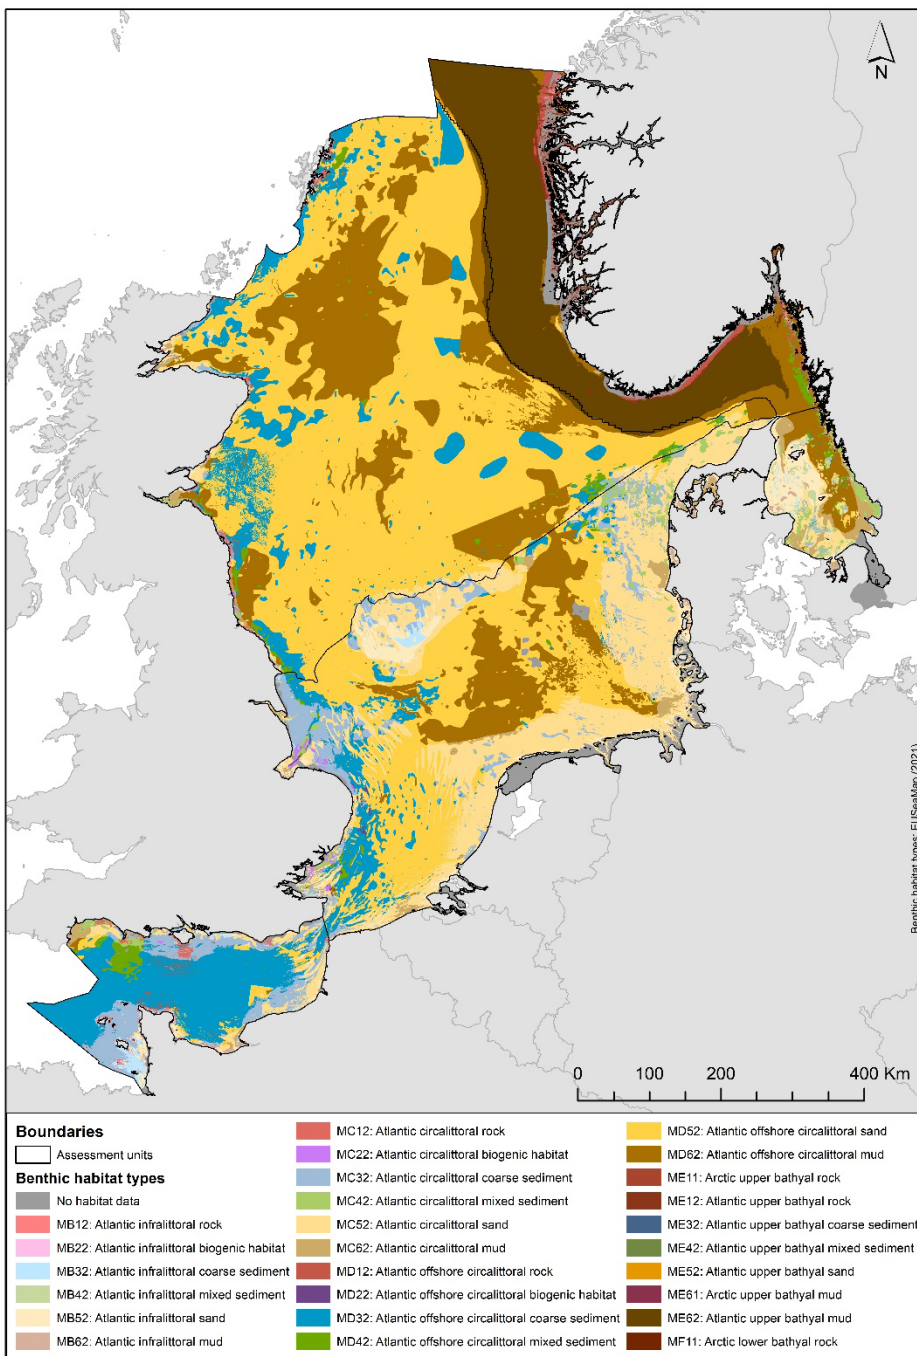 N
Benthic habitat types: EUSeaMap (2021)
0 100 200 400 Km
Boundaries
Assessment units
Benthic habitat types
No habitat data
MB12: Atlantic infralittoral rock
MB22: Atlantic infralittoral biogenic habitat
MB32: Atlantic infralittoral coarse sediment
MB42: Atlantic infralittoral mixed sediment
MB52: Atlantic infralittoral sand
MB62: Atlantic infralittoral mud
MC12: Atlantic circalittoral rock
MC22: Atlantic circalittoral biogenic habitat
MC32: Atlantic circalittoral coarse sediment
MC42: Atlantic circalittoral mixed sediment
MC52: Atlantic circalittoral sand
MC62: Atlantic circalittoral mud
MD12: Atlantic offshore circalittoral rock
MD22: Atlantic offshore circalittoral biogenic habitat
MD32: Atlantic offshore circalittoral coarse sediment
MD42: Atlantic offshore circalittoral mixed sediment
MD52: Atlantic offshore circalittoral sand
MD62: Atlantic offshore circalittoral mud
ME11: Arctic upper bathyal rock
ME12: Atlantic upper bathyal rock
ME32: Atlantic upper bathyal coarse sediment
ME42: Atlantic upper bathyal mixed sediment
ME52: Atlantic upper bathyal sand
ME61: Arctic upper bathyal mud
ME62: Atlantic upper bathyal mud
MF11: Arctic lower bathyal rock